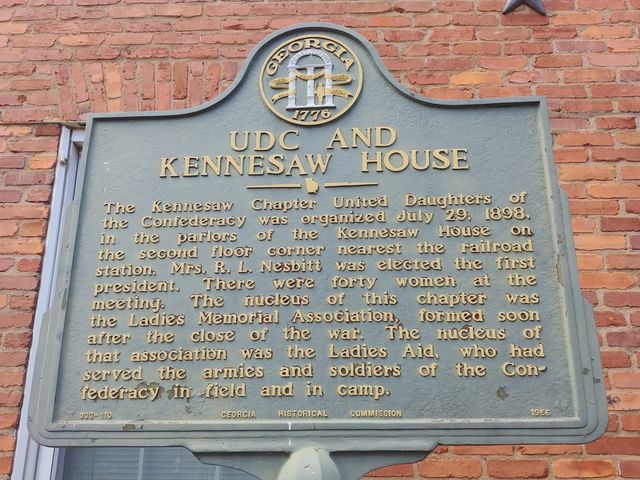 GEORGIA
1776
UDC AND
KENNESAW HOUSE
The Kennesaw Chapter United Daughters of
the Confederacy was organized July 29, 1898,
in the parlors of the Kennesaw House on
the second floor corner nearest the railroad
station. Mrs. R. L. Nesbitt was elected the first
president. There were forty women at the
meeting. The nucleus of this chapter was
the Ladies Memorial Association, formed soon
after the close of the war. The nucleus of
that association was the Ladies Aid, who had
served the armies and soldiers of the Con-
federacy in field and in camp.
GEORGIA HISTORICAL COMMISSION